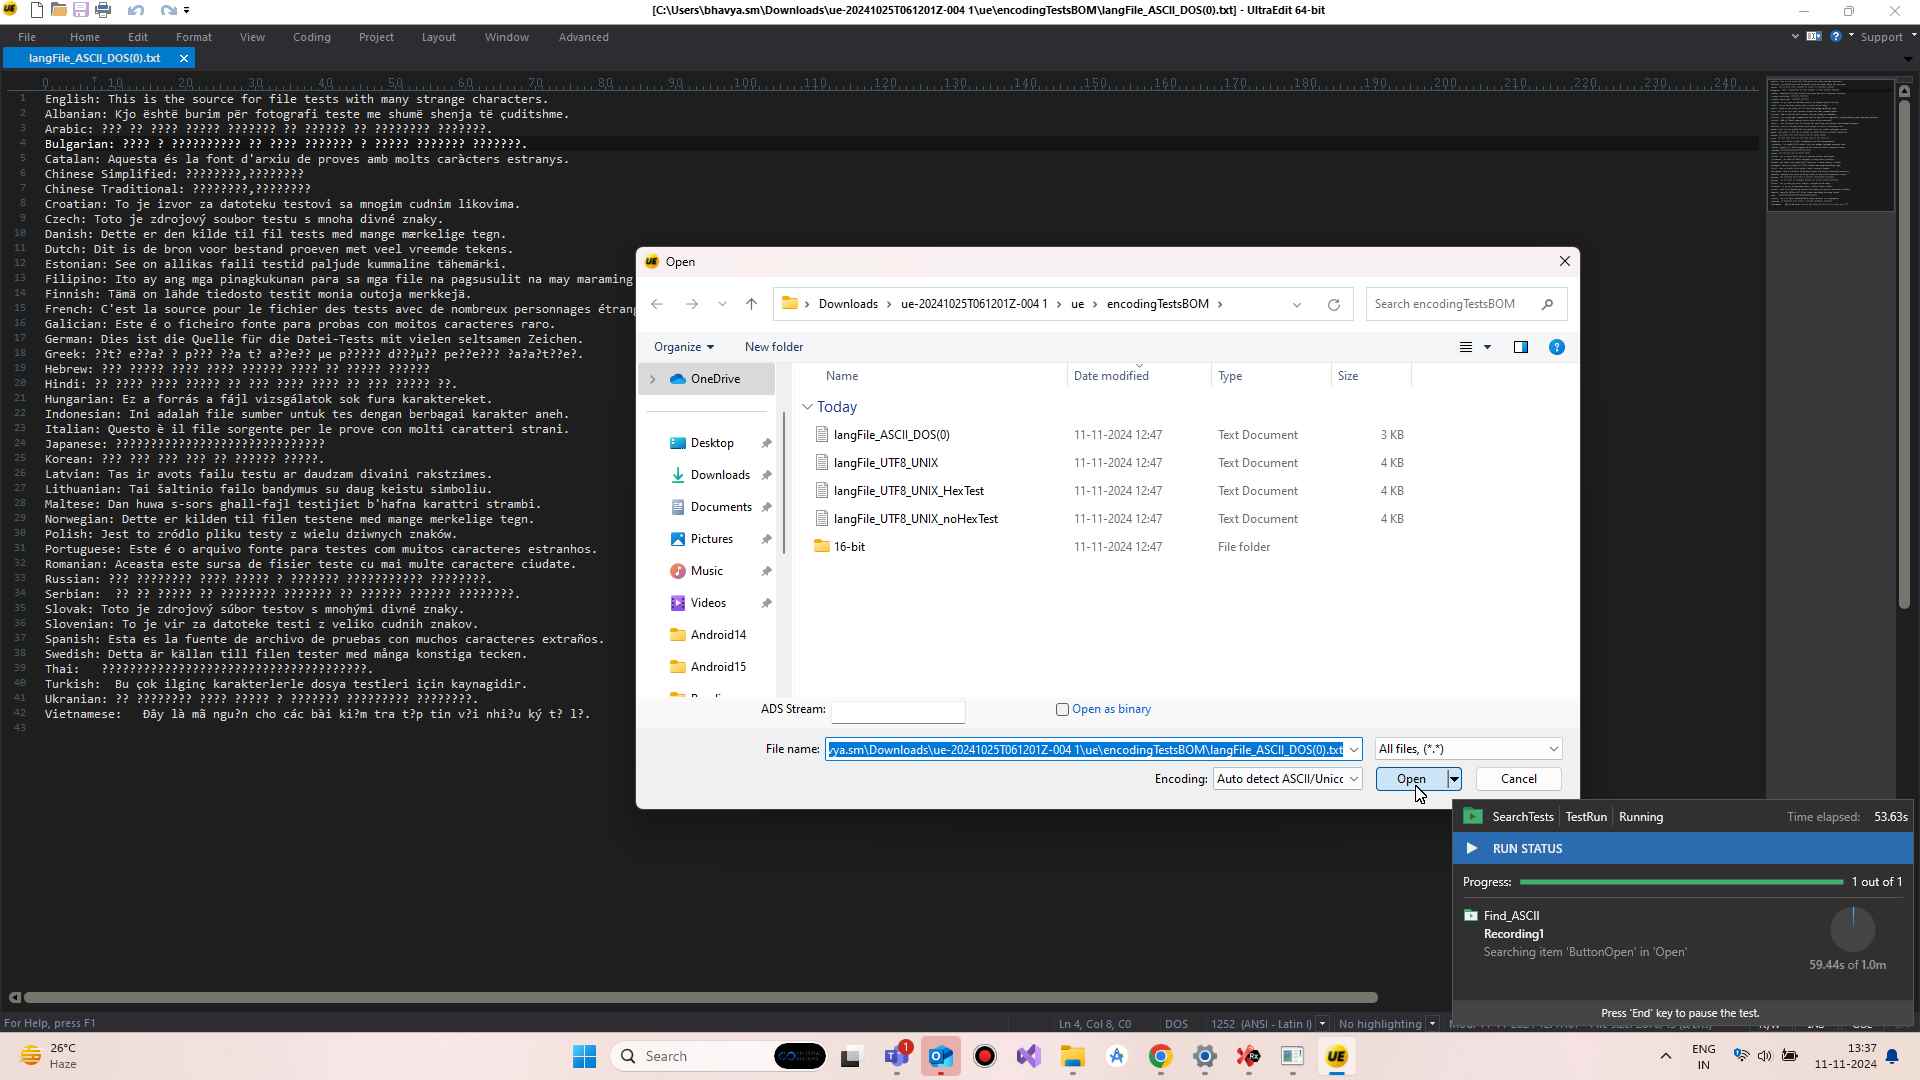 [C:\Users\bhavya.sm\Downloads\ue-20241025T061201Z-004 1\ue\encodingTestsBOM\langFile_ASCII_DOS(0).txt] - UltraEdit 64-bit
File Home Edit Format View Coding Project Layout Window Advanced Support
langFile_ASCII_DOS(0).txt
0 10 20 30 40 50 60 70 80 90 100 110 120 130 140 150 160 170 180 190 200 210 220 230 240
1 English: This is the source for file tests with many strange characters.
2 Albanian: Kjo është burim për fotografi teste me shumë shenja të çuditshme.
3 Arabic: ??? ?? ???? ????? ??????? ?? ?????? ?? ???????? ???????.
4 Bulgarian: ???? ? ?????????? ?? ???? ??????? ? ????? ??????? ???????.
5 Catalan: Aquesta és la font d'arxiu de proves amb molts caràcters estranys.
6 Chinese Simplified: ????????,????????
7 Chinese Traditional: ????????,????????
8 Croatian: To je izvor za datoteku testovi sa mnogim cudnim likovima.
9 Czech: Toto je zdrojový soubor testu s mnoha divné znaky.
10 Danish: Dette er den kilde til fil tests med mange mærkelige tegn.
11 Dutch: Dit is de bron voor bestand proeven met veel vreemde tekens.
12 Estonian: See on allikas faili testid paljude kummaline tähemärki.
13 Filipino: Ito ay ang mga pinagkukunan para sa mga file na pagsusulit na may maraming
14 Finnish: Tämä on lähde tiedosto testit monia outoja merkkejä.
15 French: C'est la source pour le fichier des tests avec de nombreux personnages étrang
16 Galician: Este é o ficheiro fonte para probas con moitos caracteres raro.
17 German: Dies ist die Quelle für die Datei-Tests mit vielen seltsamen Zeichen.
18 Greek: ??t? e??a? ? p??? ??a t? a??e?? µe p????? d???µ?? pe??e??? ?a?a?t??e?.
19 Hebrew: ??? ????? ???? ???? ?????? ???? ?? ????? ??????
20 Hindi: ?? ???? ???? ????? ?? ??? ???? ???? ?? ??? ????? ??.
21 Hungarian: Ez a forrás a fájl vizsgálatok sok fura karaktereket.
22 Indonesian: Ini adalah file sumber untuk tes dengan berbagai karakter aneh.
23 Italian: Questo è il file sorgente per le prove con molti caratteri strani.
24 Japanese: ??????????????????????????????
25 Korean: ??? ??? ??? ??? ?? ?????? ?????.
26 Latvian: Tas ir avots failu testu ar daudzam divaini rakstzimes.
27 Lithuanian: Tai šaltinio failo bandymus su daug keistu simboliu.
28 Maltese: Dan huwa s-sors ghall-fajl testijiet b'hafna karattri strambi.
29 Norwegian: Dette er kilden til filen testene med mange merkelige tegn.
30 Polish: Jest to zródlo pliku testy z wielu dziwnych znaków.
31 Portuguese: Este é o arquivo fonte para testes com muitos caracteres estranhos.
32 Romanian: Aceasta este sursa de fisier teste cu mai multe caractere ciudate.
33 Russian: ??? ???????? ???? ????? ? ??????? ??????????? ????????.
34 Serbian: ?? ?? ????? ?? ???????? ??????? ?? ?????? ?????? ????????.
35 Slovak: Toto je zdrojový súbor testov s mnohými divné znaky.
36 Slovenian: To je vir za datoteke testi z veliko cudnih znakov.
37 Spanish: Esta es la fuente de archivo de pruebas con muchos caracteres extraños.
38 Swedish: Detta är källan till filen tester med många konstiga tecken.
39 Thai: ??????????????????????????????????????.
40 Turkish: Bu çok ilginç karakterlerle dosya testleri için kaynagidir.
41 Ukranian: ?? ???????? ???? ????? ? ??????? ???????? ????????.
42 Vietnamese: Ðây là mã ngu?n cho các bài ki?m tra t?p tin v?i nhi?u ký t? l?.
43
Open
Downloads ue-20241025T061201Z-004 1 ue encodingTestsBOM
Search encodingTestsBOM
Organize New folder
OneDrive
Desktop
Downloads
Documents
Pictures
Music
Videos
Android14
Android15
Name Date modified Type Size
Today
langFile_ASCII_DOS(0) 11-11-2024 12:47 Text Document 3 KB
langFile_UTF8_UNIX 11-11-2024 12:47 Text Document 4 KB
langFile_UTF8_UNIX_HexTest 11-11-2024 12:47 Text Document 4 KB
langFile_UTF8_UNIX_noHexTest 11-11-2024 12:47 Text Document 4 KB
16-bit 11-11-2024 12:47 File folder
ADS Stream: Open as binary
File name: ya.sm\Downloads\ue-20241025T061201Z-004 1\ue\encodingTestsBOM\langFile_ASCII_DOS(0).txt All files, (*.*)
Encoding: Auto detect ASCII/Unicc Open Cancel
SearchTests TestRun Running Time elapsed: 53.63s
RUN STATUS
Progress: 1 out of 1
Find_ASCII
Recording1
Searching item 'ButtonOpen' in 'Open'
59.44s of 1.0m
Press 'End' key to pause the test.
For Help, press F1
Ln 4, Col 8, C0 DOS 1252 (ANSI - Latin I) No highlighting
26°C
Haze
Search
1
UE
ENG
IN
13:37
11-11-2024